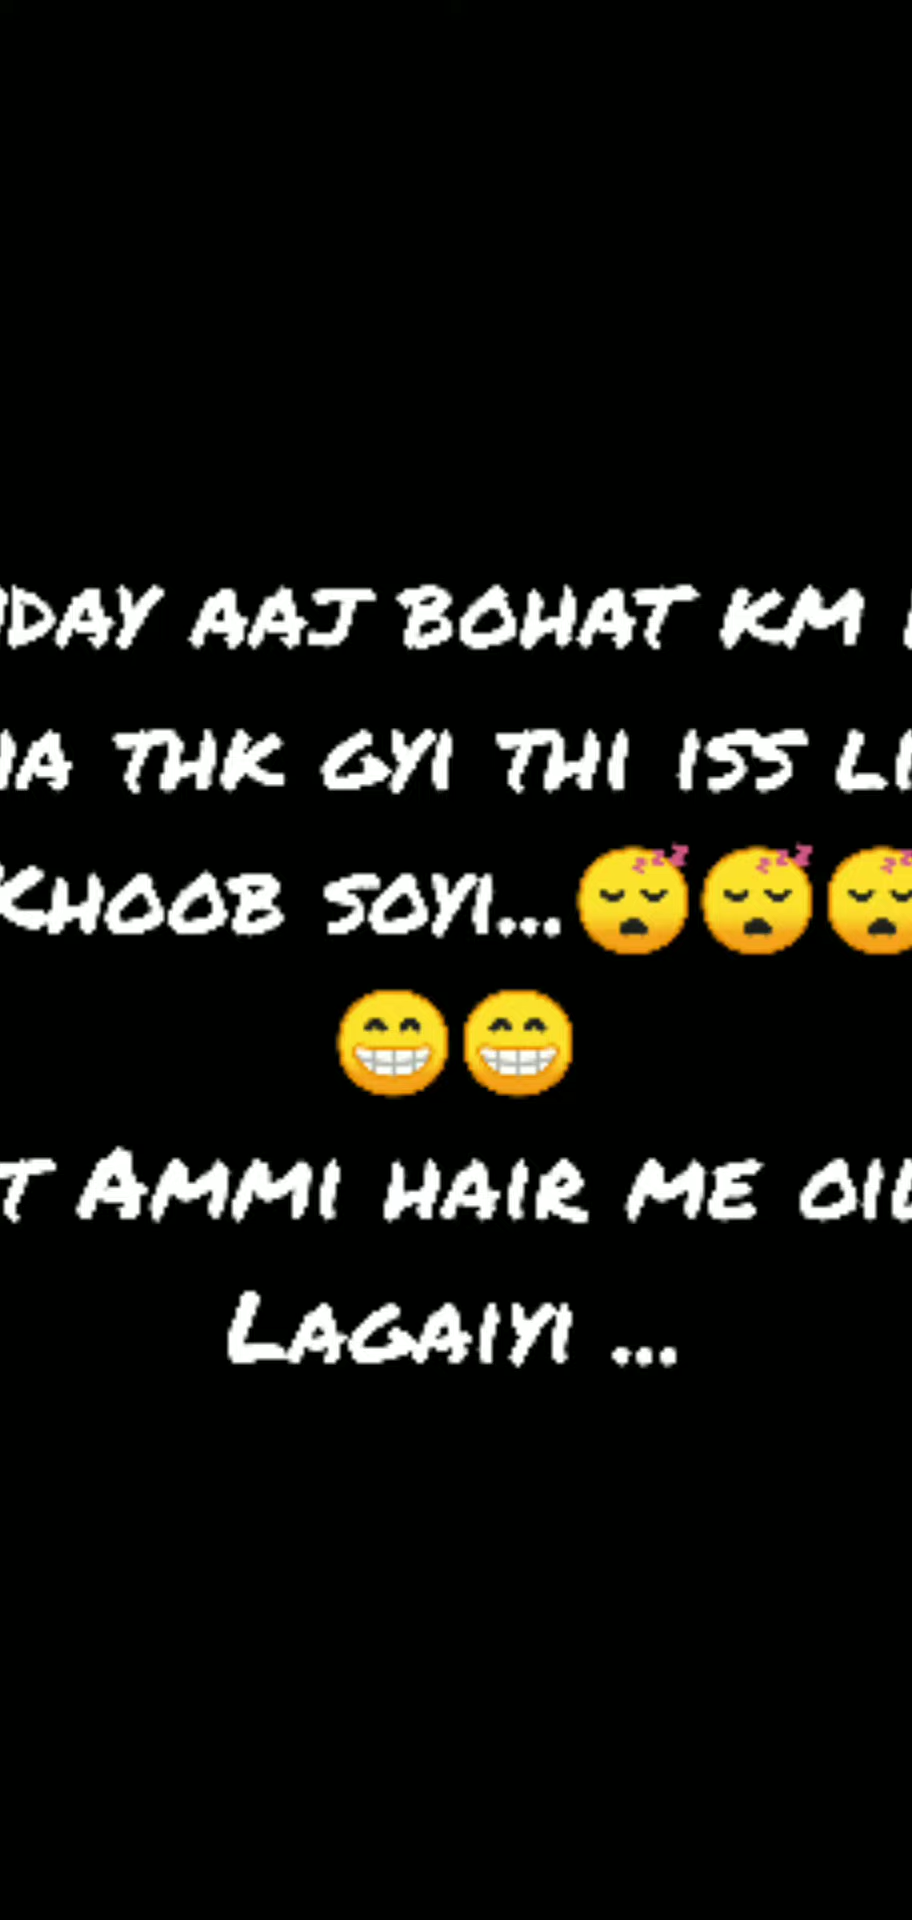 DAY AAJ BOHAT KM
THK GYI THI ISS
KHOOB SOYI...😴😴😴
😁😁
AMMI HAIR ME OIL
LAGAIYI ...